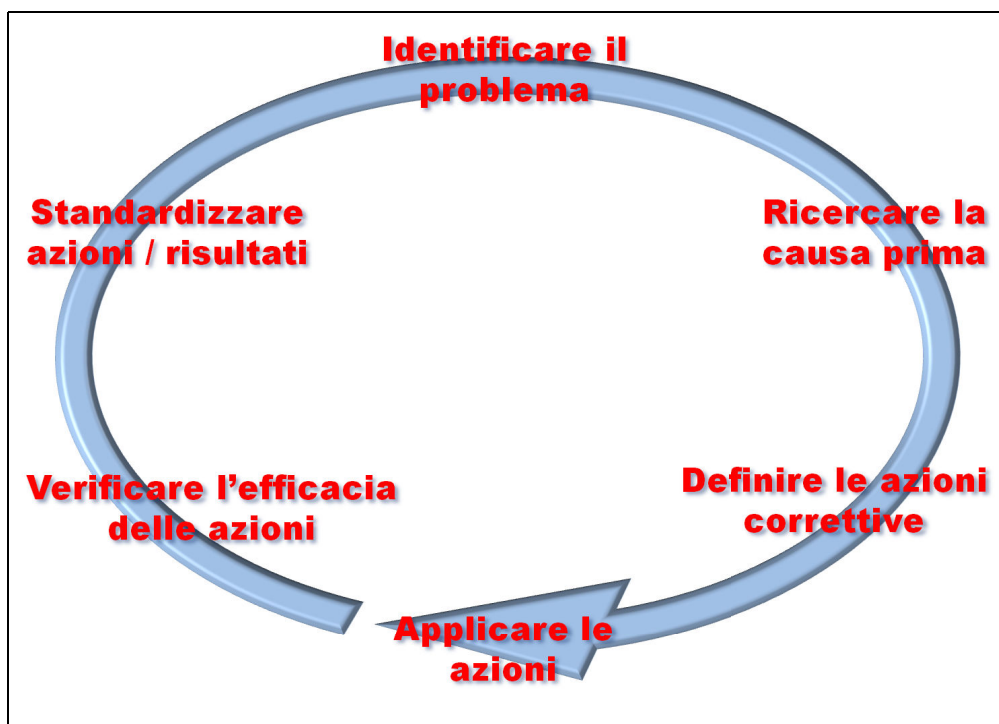 Identificare il
problema
Standardizzare
azioni / risultati
Ricercare la
causa prima
Verificare l'efficacia
delle azioni
Definire le azioni
correttive
Applicare le
azioni